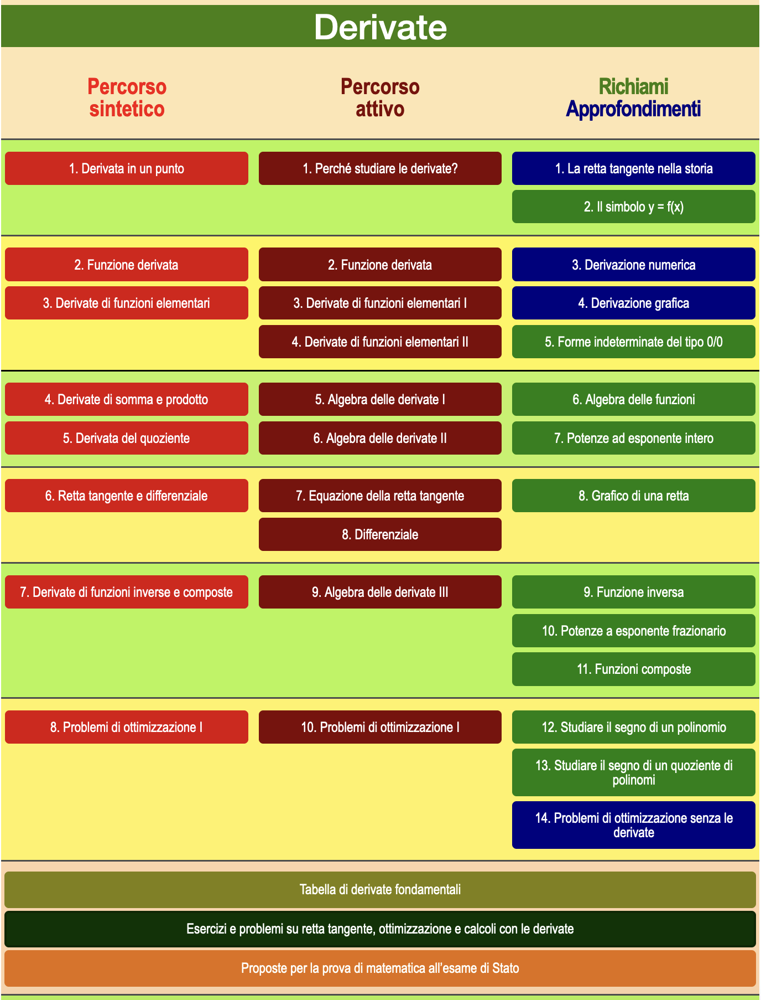 Derivate
Percorso
sintetico
Percorso
attivo
Richiami
Approfondimenti
1. Derivata in un punto
1. Perché studiare le derivate?
1. La retta tangente nella storia
2. Il simbolo y = f(x)
2. Funzione derivata
2. Funzione derivata
3. Derivazione numerica
3. Derivate di funzioni elementari
3. Derivate di funzioni elementari I
4. Derivazione grafica
4. Derivate di funzioni elementari II
5. Forme indeterminate del tipo 0/0
4. Derivate di somma e prodotto
5. Algebra delle derivate I
6. Algebra delle funzioni
5. Derivata del quoziente
6. Algebra delle derivate II
7. Potenze ad esponente intero
6. Retta tangente e differenziale
7. Equazione della retta tangente
8. Grafico di una retta
8. Differenziale
7. Derivate di funzioni inverse e composte
9. Algebra delle derivate III
9. Funzione inversa
10. Potenze a esponente frazionario
11. Funzioni composte
8. Problemi di ottimizzazione I
10. Problemi di ottimizzazione I
12. Studiare il segno di un polinomio
13. Studiare il segno di un quoziente di
polinomi
14. Problemi di ottimizzazione senza le
derivate
Tabella di derivate fondamentali
Esercizi e problemi su retta tangente, ottimizzazione e calcoli con le derivate
Proposte per la prova di matematica all’esame di Stato